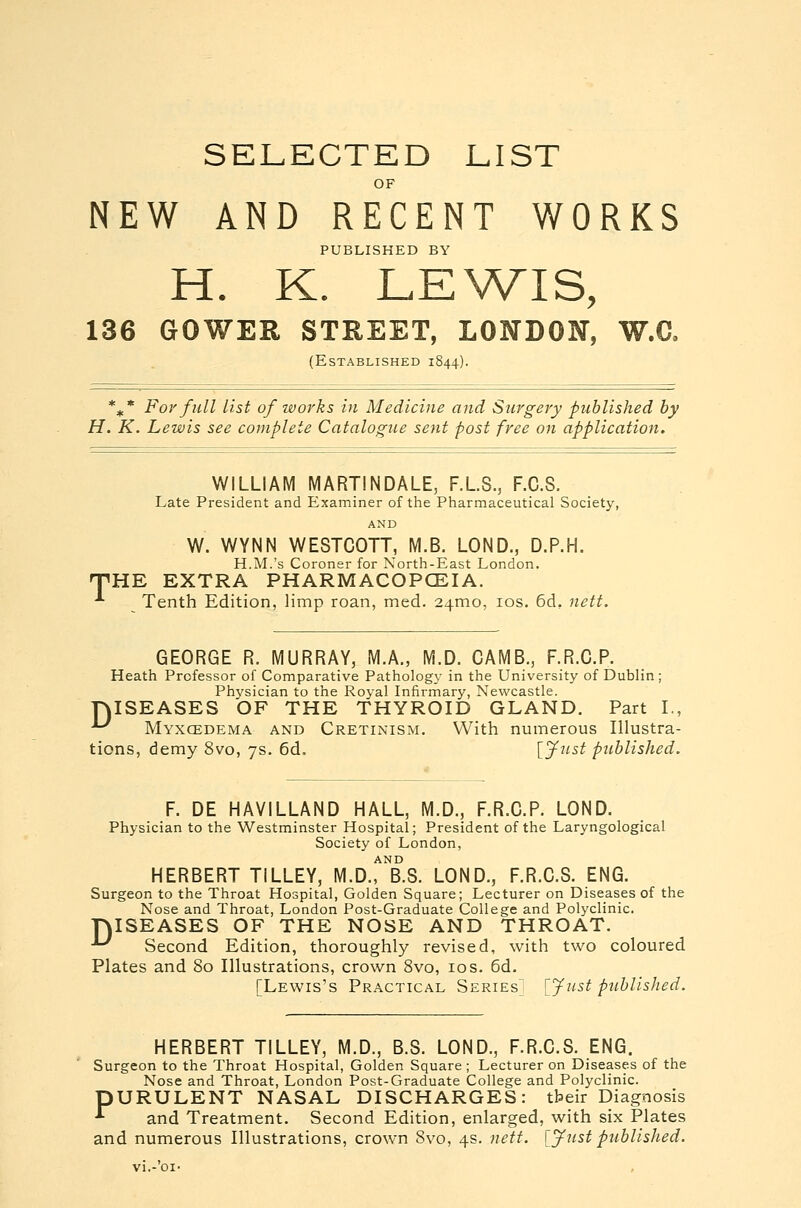 SELECTED LIST
OF
NEW AND RECENT WORKS
PUBLISHED BY
H. K. LEWIS,
136 GOWER STREET, LONDON, W.C.
(ESTABLISHED 1844).
*⁎* For full list of works in Medicine and Surgery published by
H. K. Lewis see complete Catalogue sent post free on application.
WILLIAM MARTINDALE, F.L.S., F.C.S.
Late President and Examiner of the Pharmaceutical Society,
AND
W. WYNN WESTCOTT, M.B. LOND., D.P.H.
H.M.'s Coroner for North-East London.
THE EXTRA PHARMACOPŒIA.
Tenth Edition, limp roan, med. 24mo, 10s. 6d. nett.
GEORGE R. MURRAY, M.A., M.D. CAMB., F.R.C.P.
Heath Professor of Comparative Pathology in the University of Dublin;
Physician to the Royal Infirmary, Newcastle.
DISEASES OF THE THYROID GLAND. Part I.,
MYXŒDEMA AND CRETINISM. With numerous Illustra-
tions, demy 8vo, 7s. 6d. [Just published.
F. DE HAVILLAND HALL, M.D., F.R.C.P. LOND.
Physician to the Westminster Hospital; President of the Laryngological
Society of London,
AND
HERBERT TILLEY, M.D., B.S. LOND., F.R.C.S. ENG.
Surgeon to the Throat Hospital, Golden Square; Lecturer on Diseases of the
Nose and Throat, London Post-Graduate College and Polyclinic.
DISEASES OF THE NOSE AND THROAT.
Second Edition, thoroughly revised, with two coloured
Plates and 80 Illustrations, crown 8vo, 10s. 6d.
[LEWIS'S PRACTICAL SERIES] [Just published.
HERBERT TILLEY, M.D., B.S. LOND., F.R.C.S. ENG.
Surgeon to the Throat Hospital, Golden Square; Lecturer on Diseases of the
Nose and Throat, London Post-Graduate College and Polyclinic.
PURULENT NASAL DISCHARGES: their Diagnosis
and Treatment. Second Edition, enlarged, with six Plates
and numerous Illustrations, crown 8vo, 4s. nett. [Just published.
vi.-'01.